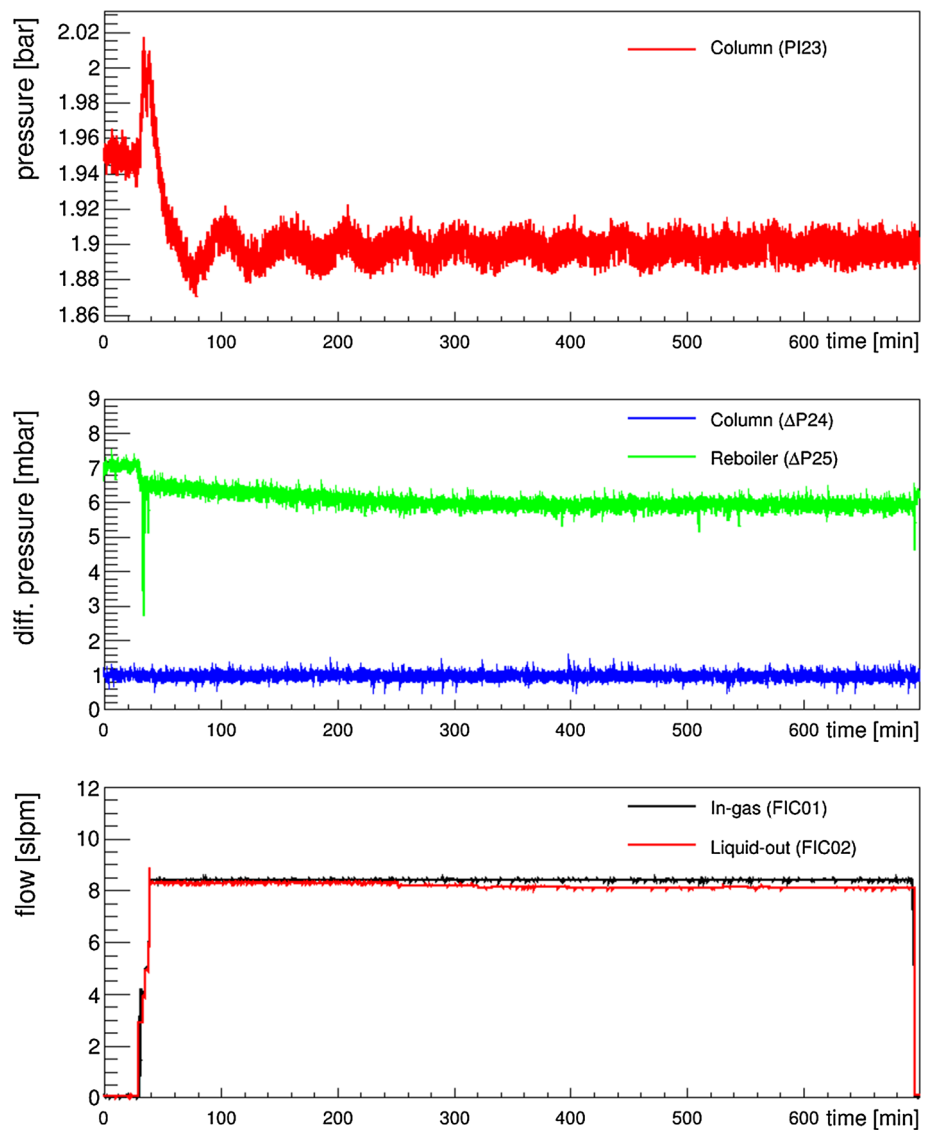 pressure [bar]
2.02
2
1.98
1.96
1.94
1.92
1.9
1.88
1.86
Column (PI23)
0 100 200 300 400 500 600 time [min]
diff. pressure [mbar]
9
8
7
6
5
4
3
2
1
0
Column (ΔP24)
Reboiler (ΔP25)
0 100 200 300 400 500 600 time [min]
flow [slpm]
12
10
8
6
4
2
0
In-gas (FIC01)
Liquid-out (FIC02)
0 100 200 300 400 500 600 time [min]